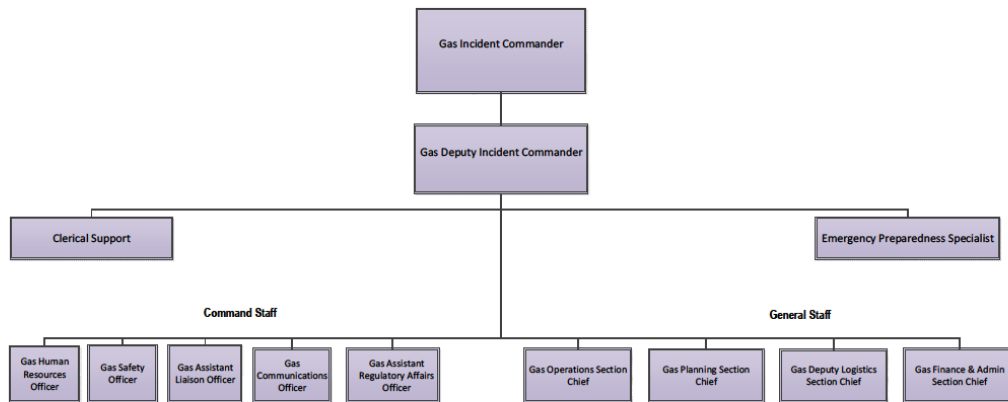 Gas Incident Commander
Gas Deputy Incident Commander
Clerical Support
Emergency Preparedness Specialist
Command Staff
General Staff
Gas Human
Resources
Officer
Gas Safety
Officer
Gas Assistant
Liaison Officer
Gas
Communications
Officer
Gas Assistant
Regulatory Affairs
Officer
Gas Operations Section
Chief
Gas Planning Section
Chief
Gas Deputy Logistics
Section Chief
Gas Finance & Admin
Section Chief